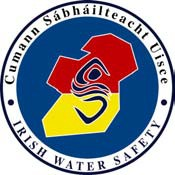 Cumann Sábháilteacht Uisce
• IRISH WATER SAFETY •